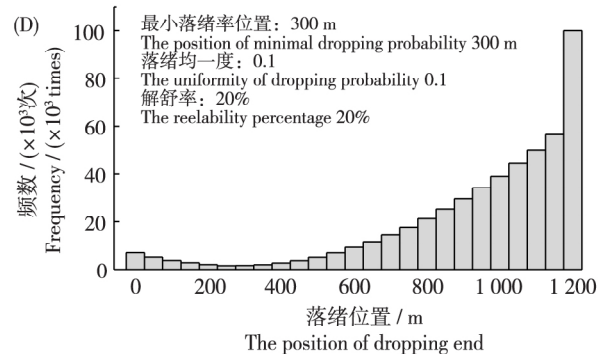 (D)
最小落绪率位置：300 m
The position of minimal dropping probability 300 m
落绪均一度：0.1
The uniformity of dropping probability 0.1
解舒率：20%
The reelability percentage 20%
频数 / (×10³次)
Frequency / (×10³ times)
100
80
60
40
20
0
0 200 400 600 800 1 000 1 200
落绪位置 / m
The position of dropping end